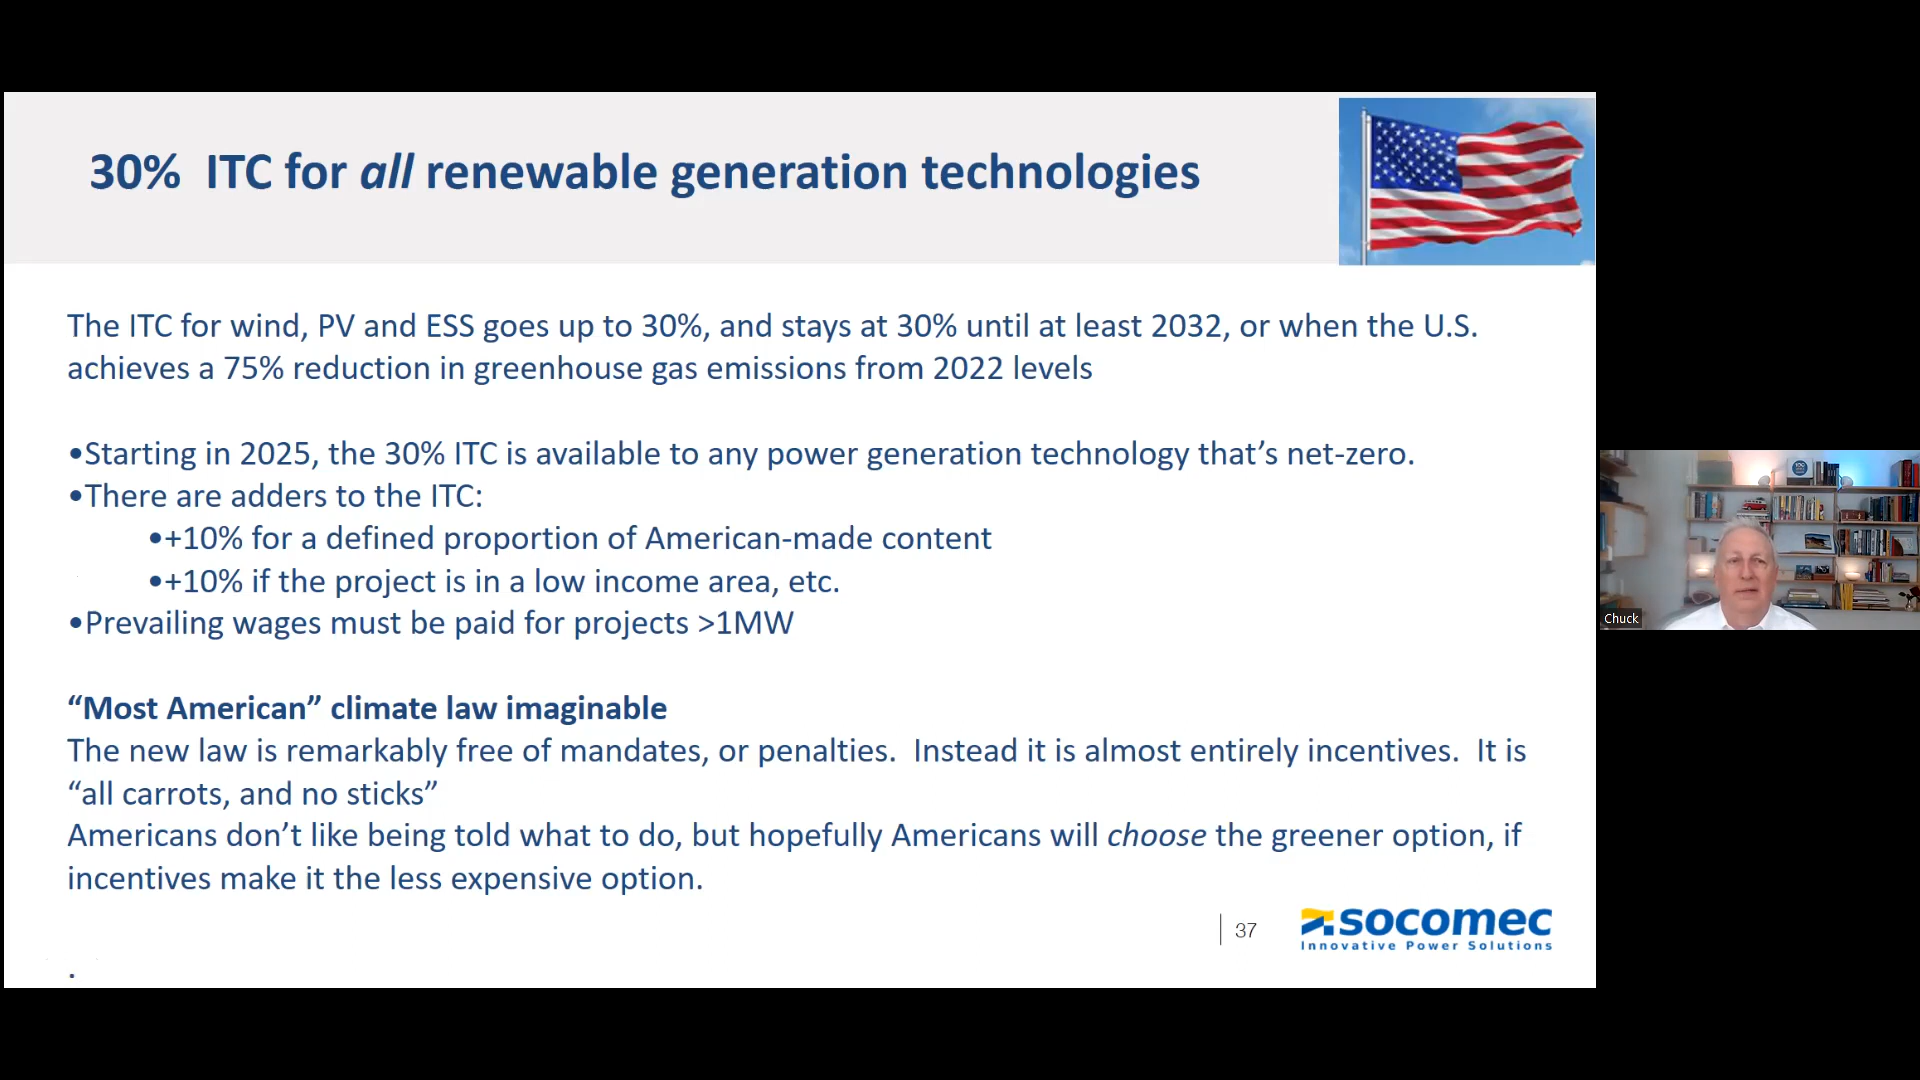 30%  ITC for all renewable generation technologies
The ITC for wind, PV and ESS goes up to 30%, and stays at 30% until at least 2032, or when the U.S.
achieves a 75% reduction in greenhouse gas emissions from 2022 levels
•Starting in 2025, the 30% ITC is available to any power generation technology that’s net-zero.
•There are adders to the ITC:
•+10% for a defined proportion of American-made content
•+10% if the project is in a low income area, etc.
•Prevailing wages must be paid for projects >1MW
“Most American” climate law imaginable
The new law is remarkably free of mandates, or penalties.  Instead it is almost entirely incentives.  It is
“all carrots, and no sticks”
Americans don’t like being told what to do, but hopefully Americans will choose the greener option, if
incentives make it the less expensive option.
37
socomec
Innovative Power Solutions
.
Chuck